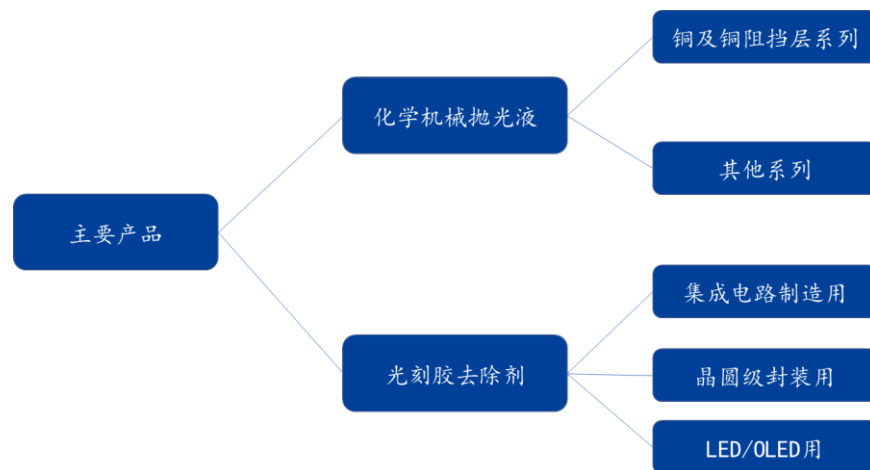 铜及铜阻挡层系列
化学机械抛光液
其他系列
主要产品
集成电路制造用
光刻胶去除剂
晶圆级封装用
LED/OLED用